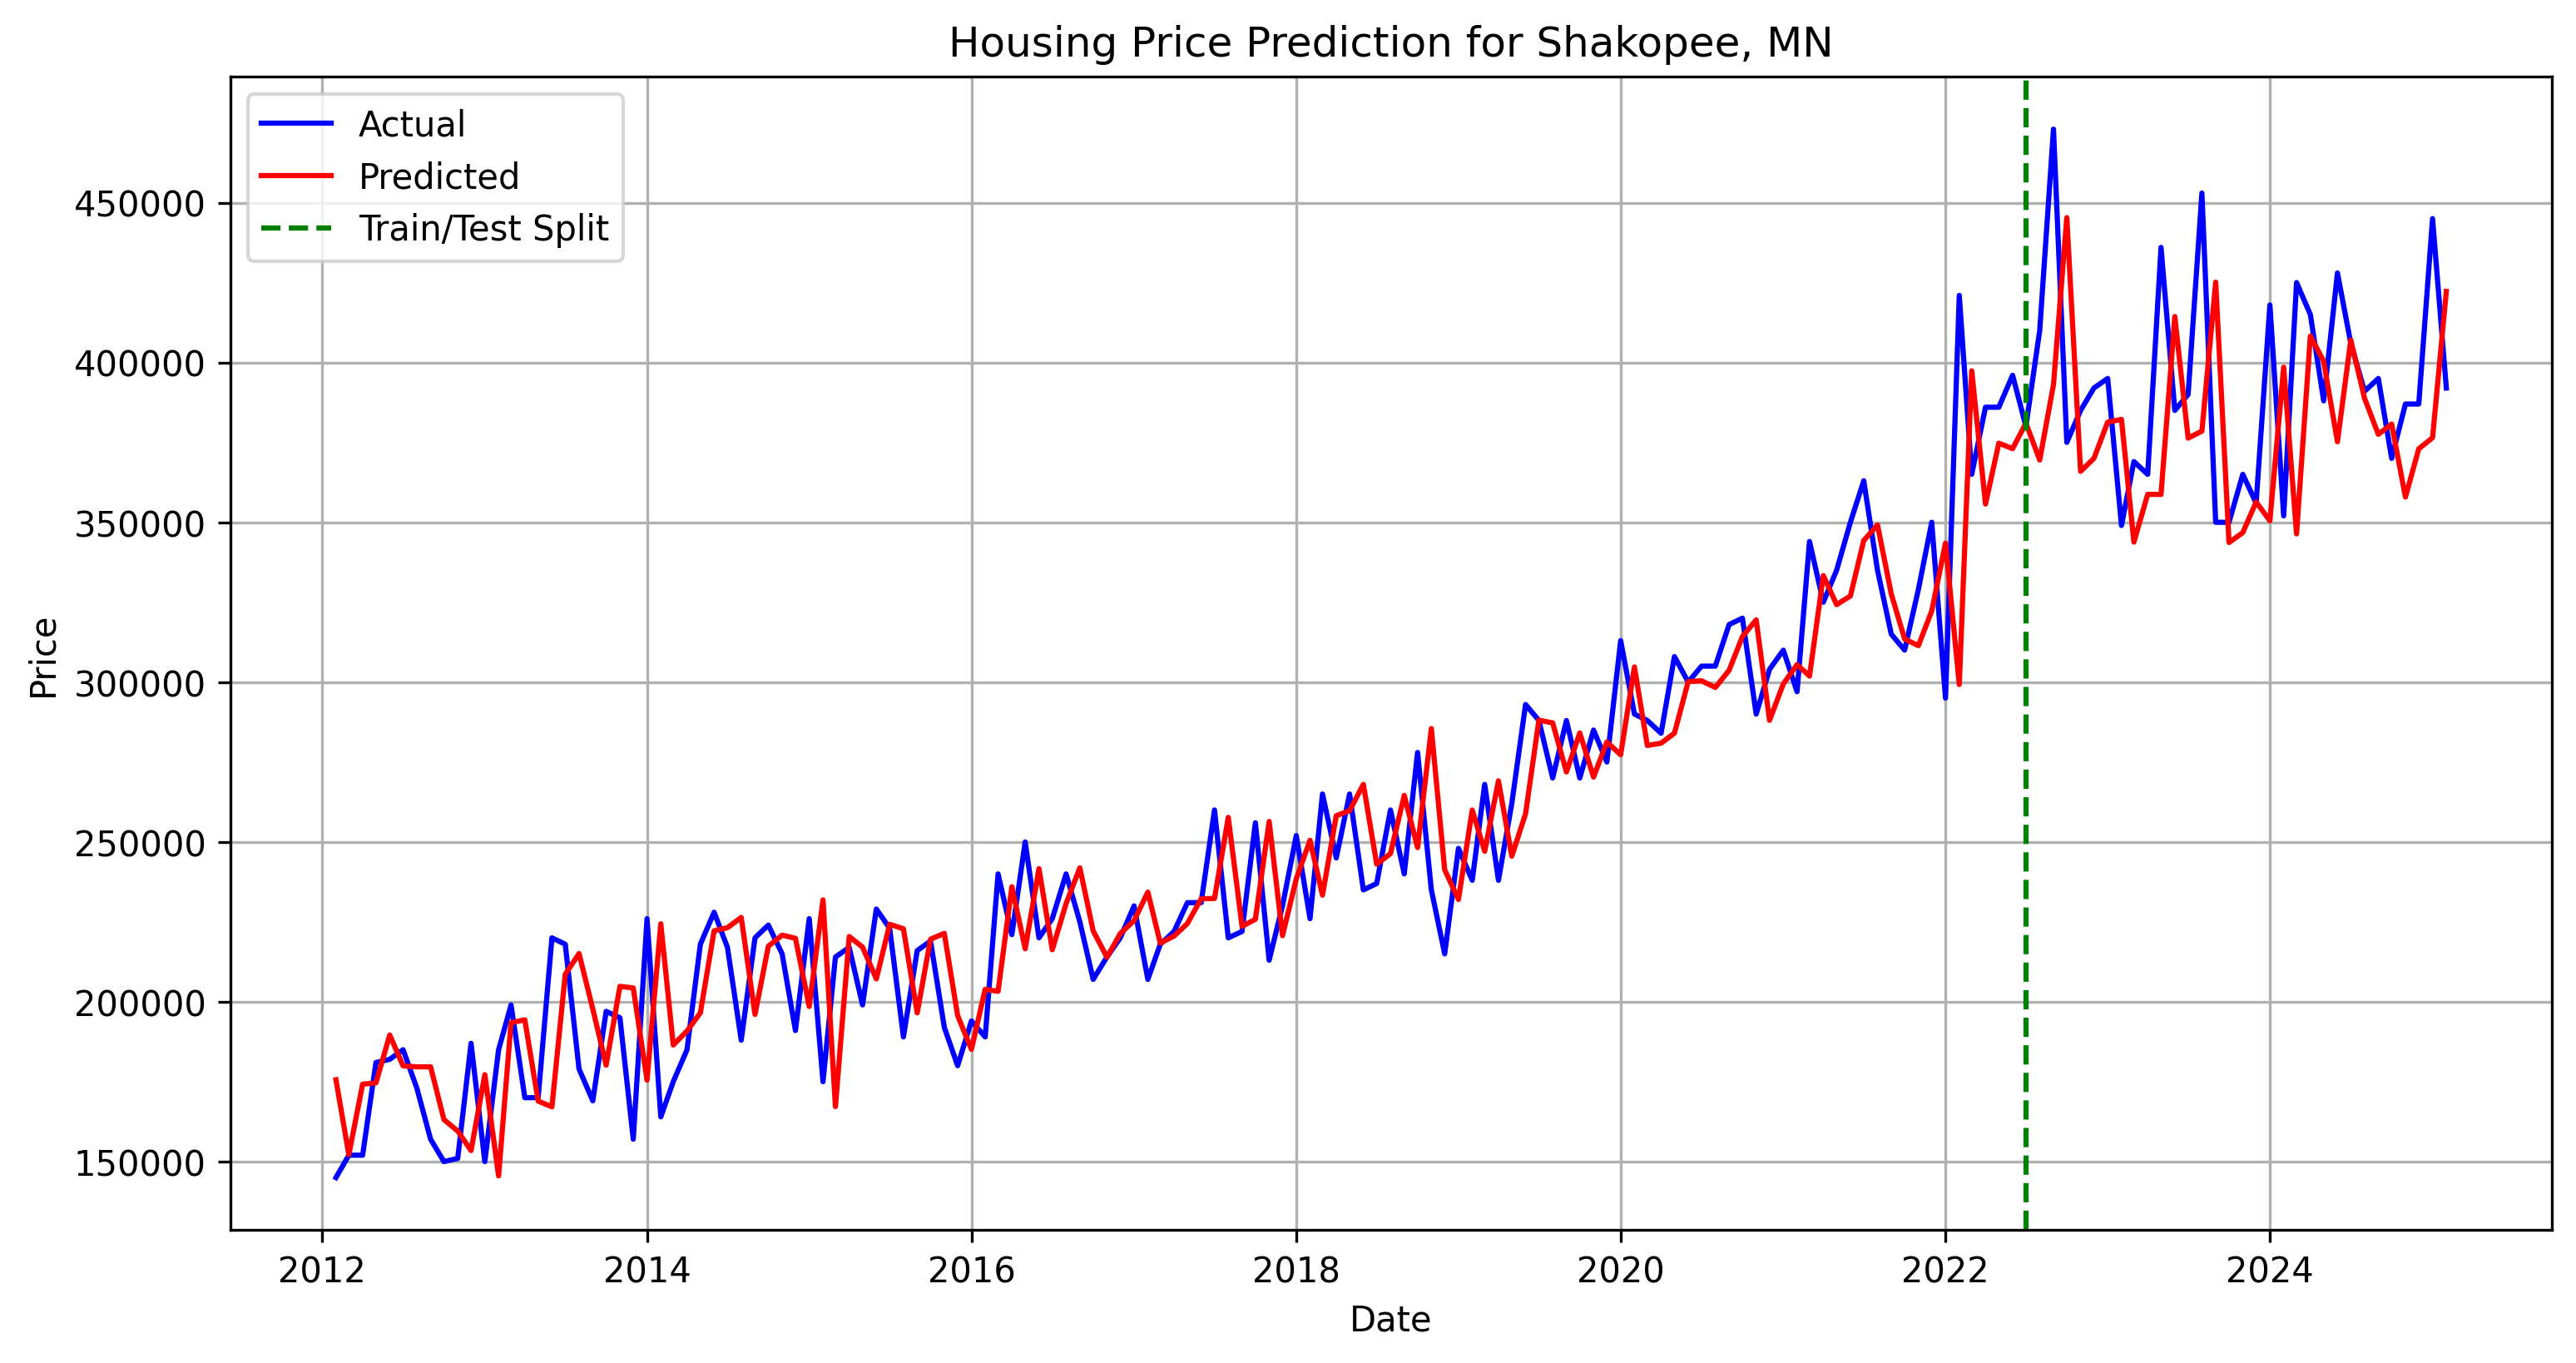 Housing Price Prediction for Shakopee, MN
Actual
Predicted
Train/Test Split
450000
400000
350000
300000
250000
200000
150000
Price
2012 2014 2016 2018 2020 2022 2024
Date